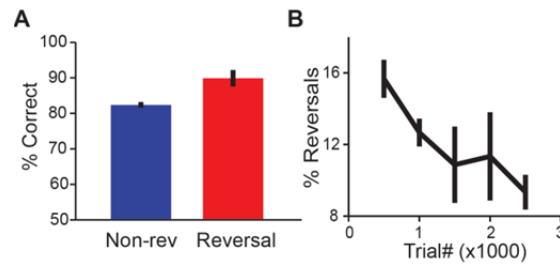 A
% Correct
100
90
80
70
60
50
Non-rev Reversal
B
% Reversals
16
12
8
0 1 2 3
Trial# (x1000)